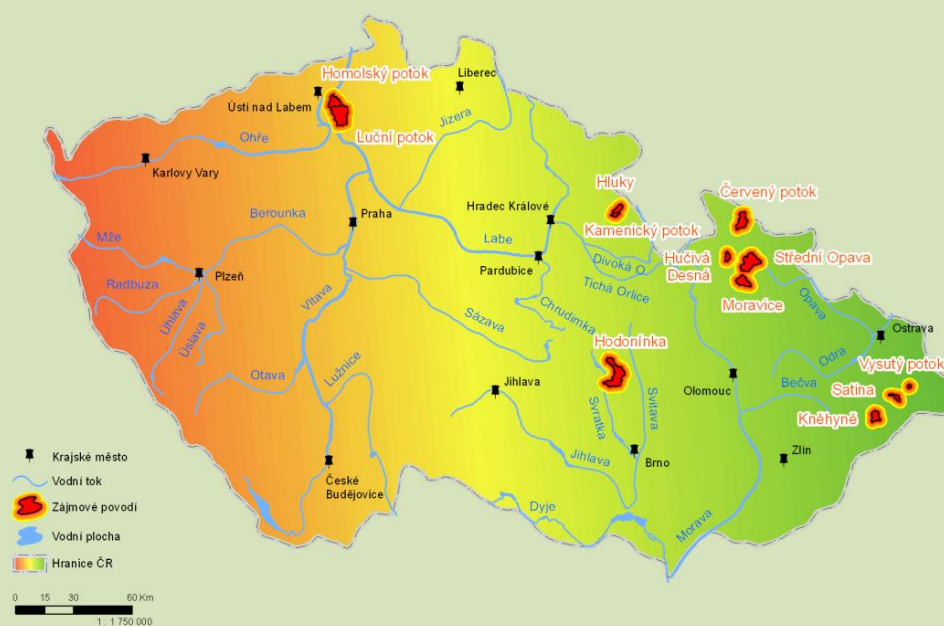 Homolský potok
Liberec
Ústí nad Labem
Jizera
Luční potok
Ohře
Karlovy Vary
Hluky
Červený potok
Berounka
Praha
Hradec Králové
Kamenický potok
Mže
Labe
Hučivá
Desná
Střední Opava
Divoká O.
Pardubice
Plzeň
Radbuza
Tichá Orlice
Moravice
Úhlava
Úslava
Vltava
Sázava
Chrudimka
Opava
Ostrava
Hodonínka
Odra
Vysutý potok
Otava
Lužnice
Jihlava
Svitava
Olomouc
Bečva
Satina
Svratka
Kněhyně
Krajské město
Jihlava
Brno
Zlín
Vodní tok
České
Budějovice
Zájmové povodí
Dyje
Morava
Vodní plocha
Hranice ČR
0 15 30 60 Km
1 : 1 750 000